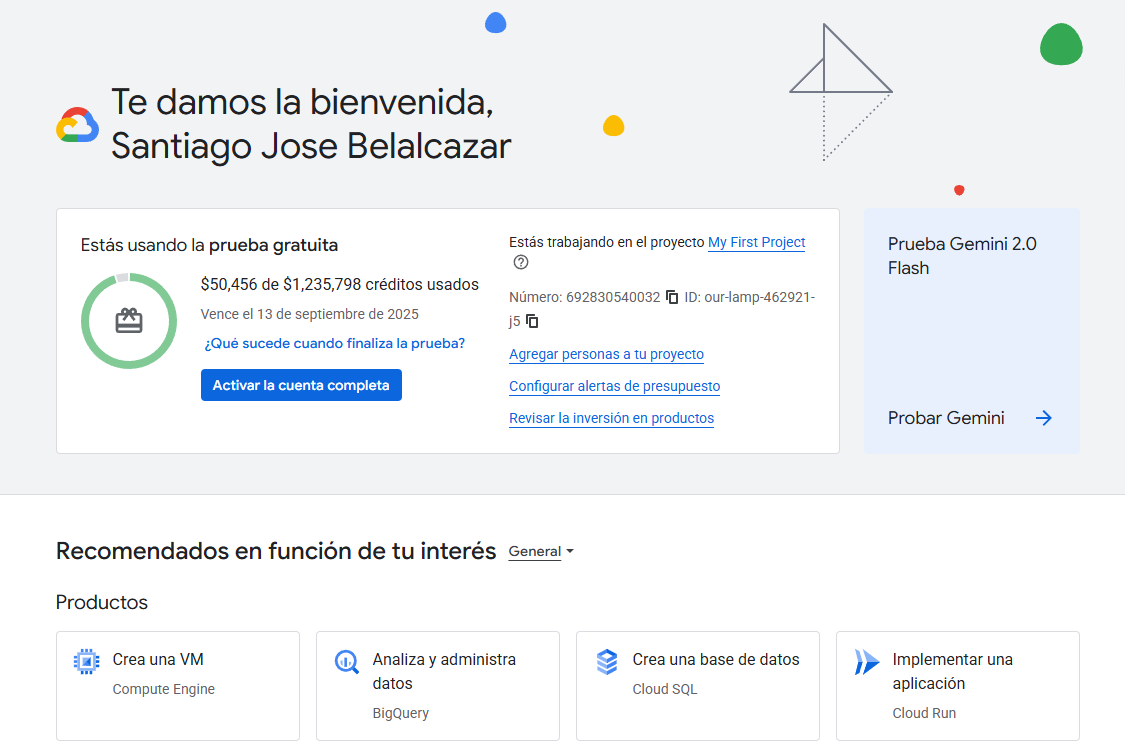 Te damos la bienvenida,
Santiago Jose Belalcazar
Estás usando la prueba gratuita
$50,456 de $1,235,798 créditos usados
Vence el 13 de septiembre de 2025
¿Qué sucede cuando finaliza la prueba?
Activar la cuenta completa
Estás trabajando en el proyecto My First Project
Número: 692830540032 ID: our-lamp-462921-
j5
Agregar personas a tu proyecto
Configurar alertas de presupuesto
Revisar la inversión en productos
Prueba Gemini 2.0
Flash
Probar Gemini
Recomendados en función de tu interés General
Productos
Crea una VM
Compute Engine
Analiza y administra
datos
BigQuery
Crea una base de datos
Cloud SQL
Implementar una
aplicación
Cloud Run